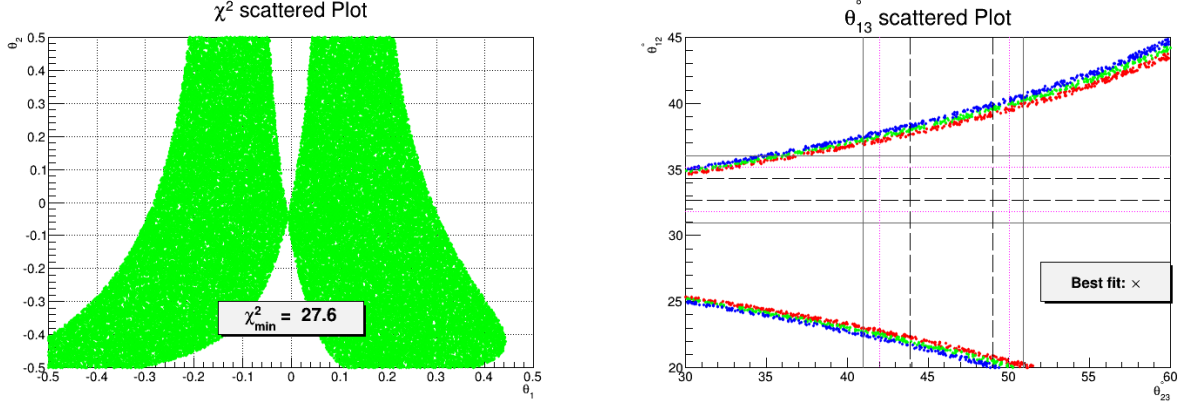 χ² scattered Plot
θ₂
0.5
0.4
0.3
0.2
0.1
0
-0.1
-0.2
-0.3
-0.4
-0.5
χ²min = 27.6
-0.5 -0.4 -0.3 -0.2 -0.1 0 0.1 0.2 0.3 0.4 0.5
θ₁
θ°₁₃ scattered Plot
θ°₁₂
45
40
35
30
25
20
Best fit: ×
30 35 40 45 50 55 60
θ°₂₃